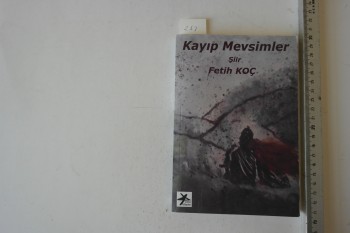 Kayıp Mevsimler
Şiir
Fetih KOÇ